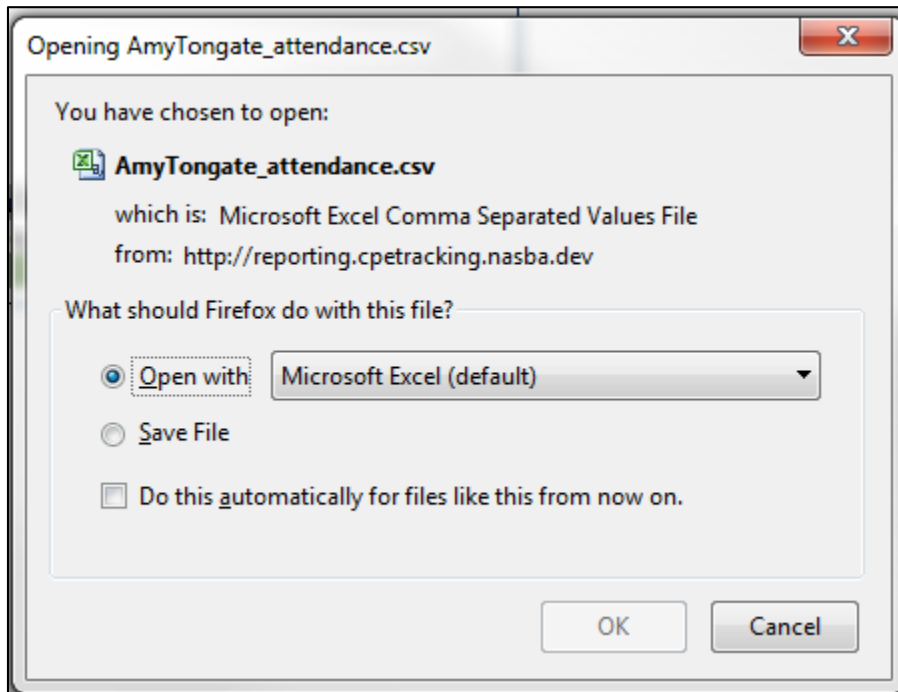 Opening AmyTongate_attendance.csv
You have chosen to open:
AmyTongate_attendance.csv
which is: Microsoft Excel Comma Separated Values File
from: http://reporting.cpetracking.nasba.dev
What should Firefox do with this file?
Open with Microsoft Excel (default)
Save File
Do this automatically for files like this from now on.
OK Cancel